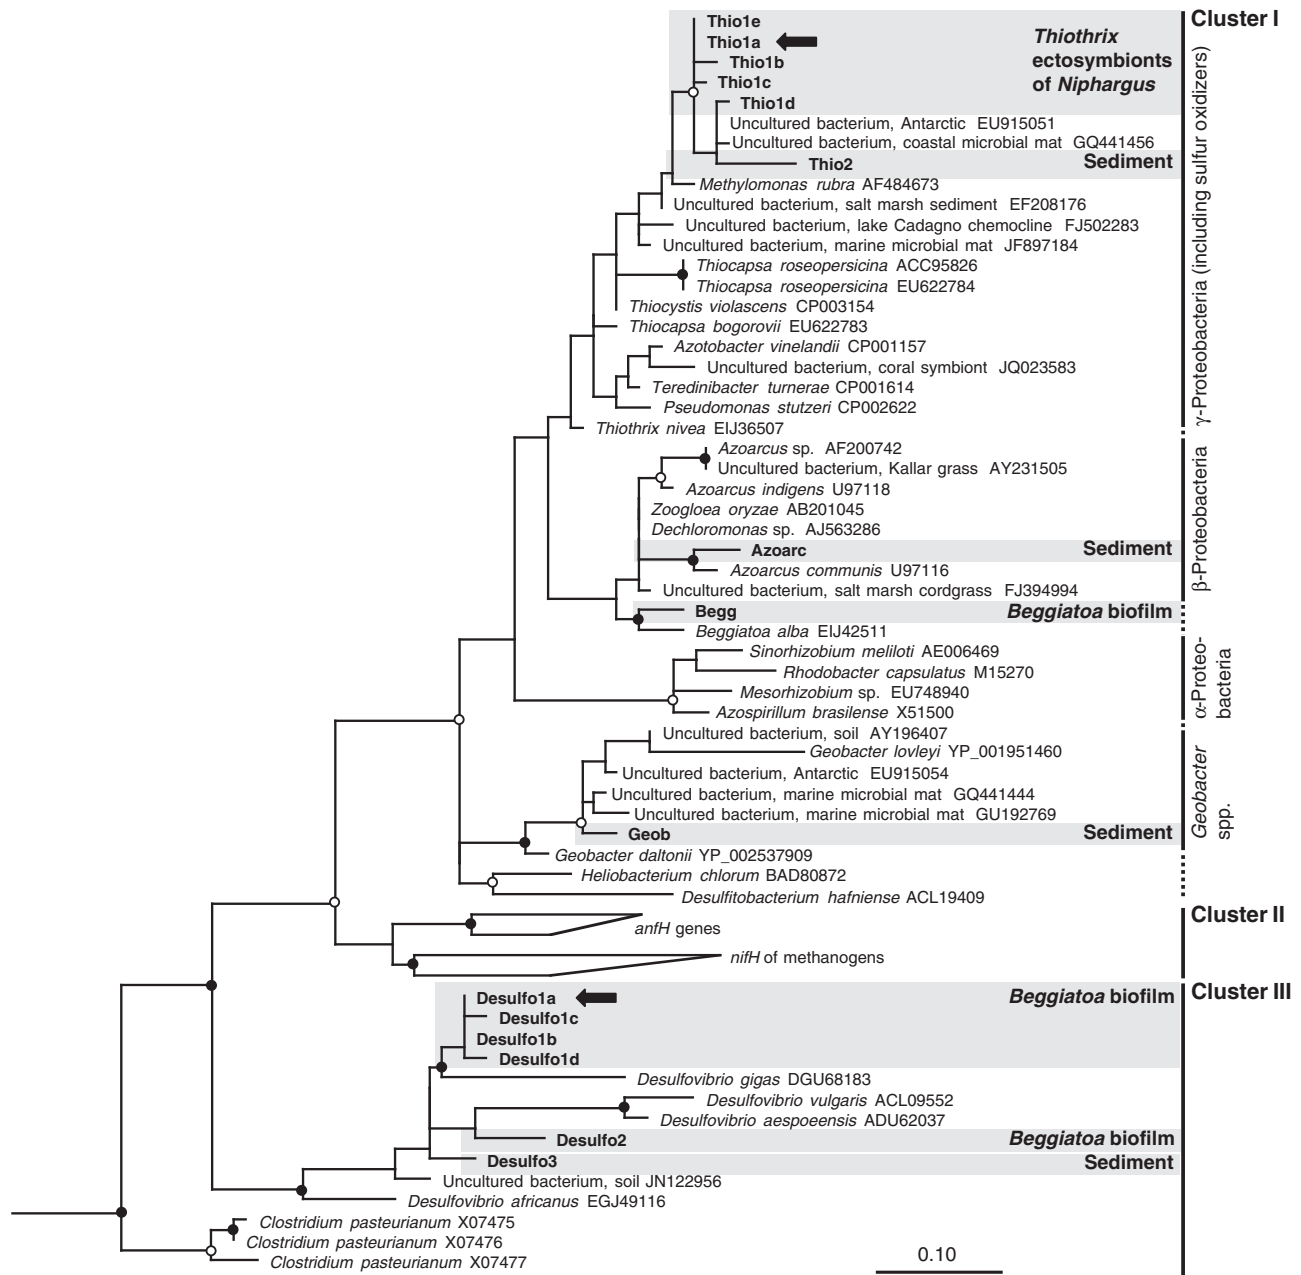 Cluster I
Thio1e
Thio1a
Thiothrix
ectosymbionts
of Niphargus
Thio1b
Thio1c
Thio1d
Uncultured bacterium, Antarctic EU915051
Uncultured bacterium, coastal microbial mat GQ441456
Thio2
Sediment
Methylomonas rubra AF484673
Uncultured bacterium, salt marsh sediment EF208176
Uncultured bacterium, lake Cadagno chemocline FJ502283
Uncultured bacterium, marine microbial mat JF897184
Thiocapsa roseopersicina ACC95826
Thiocapsa roseopersicina EU622784
Thiocystis violascens CP003154
Thiocapsa bogorovii EU622783
Azotobacter vinelandii CP001157
Uncultured bacterium, coral symbiont JQ023583
Teredinibacter turnerae CP001614
Pseudomonas stutzeri CP002622
Thiothrix nivea EIJ36507
γ-Proteobacteria (including sulfur oxidizers)
Azoarcus sp. AF200742
Uncultured bacterium, Kallar grass AY231505
Azoarcus indigens U97118
Zoogloea oryzae AB201045
Dechloromonas sp. AJ563286
Azoarc
Sediment
Azoarcus communis U97116
Uncultured bacterium, salt marsh cordgrass FJ394994
β-Proteobacteria
Begg
Beggiatoa biofilm
Beggiatoa alba EIJ42511
Sinorhizobium meliloti AE006469
Rhodobacter capsulatus M15270
Mesorhizobium sp. EU748940
Azospirillum brasilense X51500
α-Proteo-
bacteria
Uncultured bacterium, soil AY196407
Geobacter lovleyi YP_001951460
Uncultured bacterium, Antarctic EU915054
Uncultured bacterium, marine microbial mat GQ441444
Uncultured bacterium, marine microbial mat GU192769
Geob
Sediment
Geobacter
spp.
Geobacter daltonii YP_002537909
Heliobacterium chlorum BAD80872
Desulfitobacterium hafniense ACL19409
Cluster II
anfH genes
nifH of methanogens
Cluster III
Desulfo1a
Beggiatoa biofilm
Desulfo1c
Desulfo1b
Desulfo1d
Desulfovibrio gigas DGU68183
Desulfovibrio vulgaris ACL09552
Desulfovibrio aespoeensis ADU62037
Desulfo2
Beggiatoa biofilm
Desulfo3
Sediment
Uncultured bacterium, soil JN122956
Desulfovibrio africanus EGJ49116
Clostridium pasteurianum X07475
Clostridium pasteurianum X07476
Clostridium pasteurianum X07477
0.10